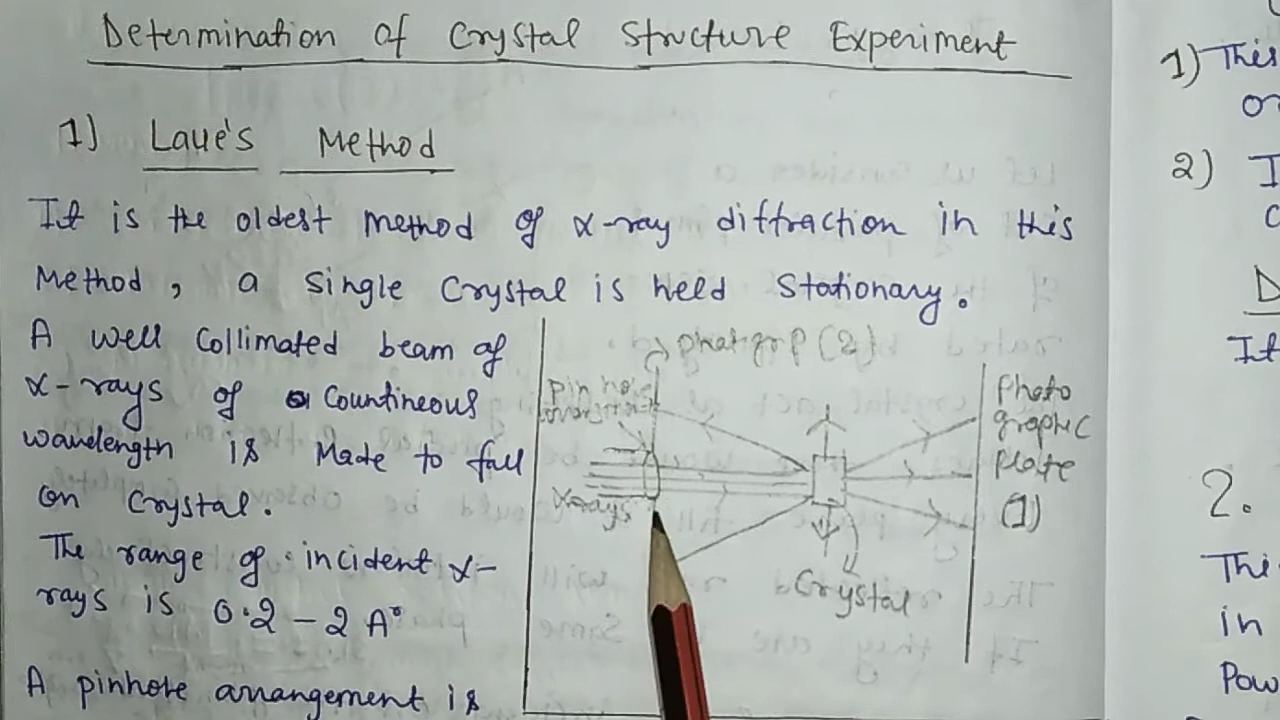 Determination of Crystal Structure Experiment
1) Laue's Method
It is the oldest Method of x-ray diffraction in this
Method, a Single Crystal is held Stationary.
A well Collimated beam of
x-rays of a Countineous
wavelength is Made to fall
on Crystal.
The range of incident x-
rays is 0.2 - 2 A°
A pinhole arrangement is
Pin hole
X-rays
Crystal
Photo
graphic
Plate
(1)
1) This
2) I
It
2.
in